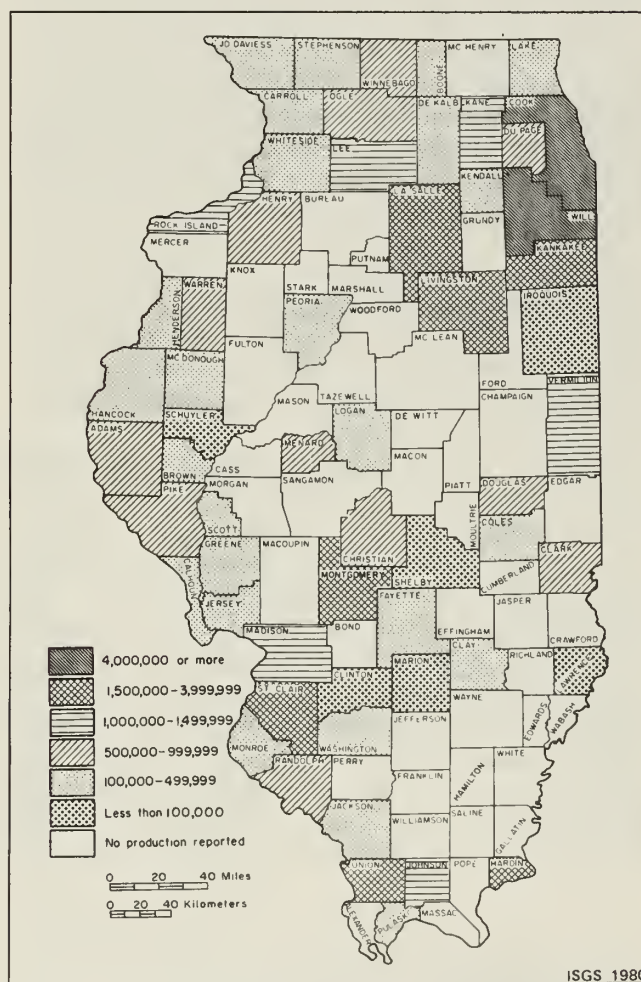 JO DAVIESS
STEPHENSON
WINNEBAGO
BOONE
MC HENRY
LAKE
CARROLL
OGLE
DE KALB
KANE
COOK
DU PAGE
WHITESIDE
LEE
KENDALL
LA SALLE
HENRY
BUREAU
GRUNDY
WILL
ROCK ISLAND
MERCER
PUTNAM
KANKAKEE
KNOX
STARK
MARSHALL
LIVINGSTON
IROQUOIS
HENDERSON
WARREN
PEORIA
WOODFORD
FULTON
MC LEAN
MC DONOUGH
TAZEWELL
FORD
VERMILION
HANCOCK
SCHUYLER
MASON
LOGAN
DE WITT
CHAMPAIGN
ADAMS
BROWN
CASS
MENARD
MACON
PIATT
PIKE
MORGAN
SANGAMON
DOUGLAS
EDGAR
SCOTT
MOULTRIE
COLES
GREENE
MACOUPIN
CHRISTIAN
CLARK
CALHOUN
MONTGOMERY
SHELBY
CUMBERLAND
JERSEY
FAYETTE
JASPER
MADISON
BOND
EFFINGHAM
CRAWFORD
CLAY
RICHLAND
LAWRENCE
CLINTON
MARION
ST. CLAIR
WAYNE
EDWARDS
WABASH
MONROE
WASHINGTON
JEFFERSON
RANDOLPH
PERRY
HAMILTON
WHITE
FRANKLIN
JACKSON
WILLIAMSON
SALINE
GALLATIN
UNION
JOHNSON
POPE
HARDIN
ALEXANDER
PULASKI
MASSAC
4,000,000 or more
1,500,000-3,999,999
1,000,000-1,499,999
500,000-999,999
100,000-499,999
Less than 100,000
No production reported
0 20 40 Miles
0 20 40 Kilometers
ISGS 1980